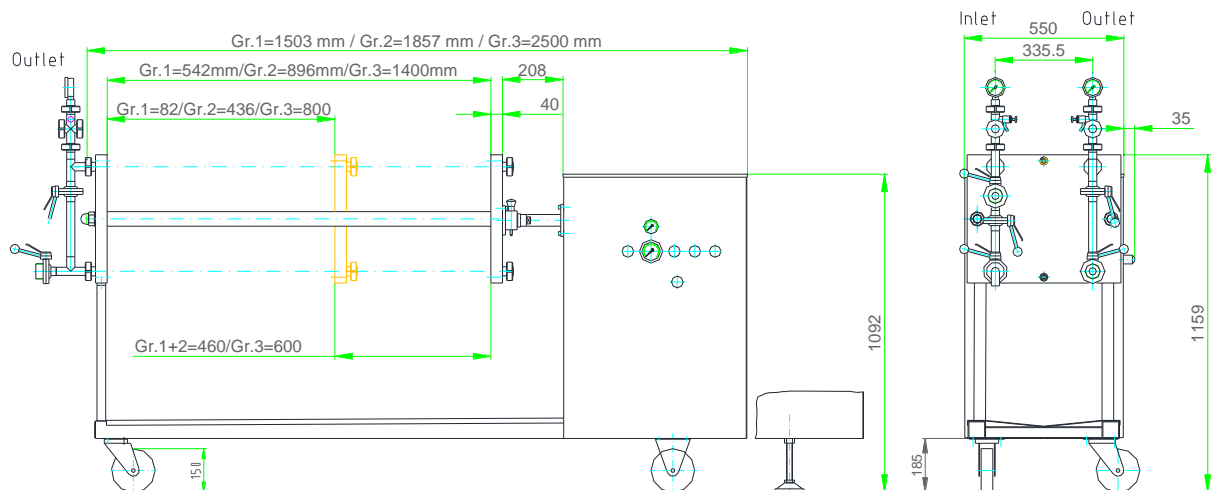 Inlet
Outlet
Gr.1=1503 mm / Gr.2=1857 mm / Gr.3=2500 mm
550
Outlet
335.5
Gr.1=542mm/Gr.2=896mm/Gr.3=1400mm
208
Gr.1=82/Gr.2=436/Gr.3=800
40
35
Gr.1+2=460/Gr.3=600
1092
1159
150
185